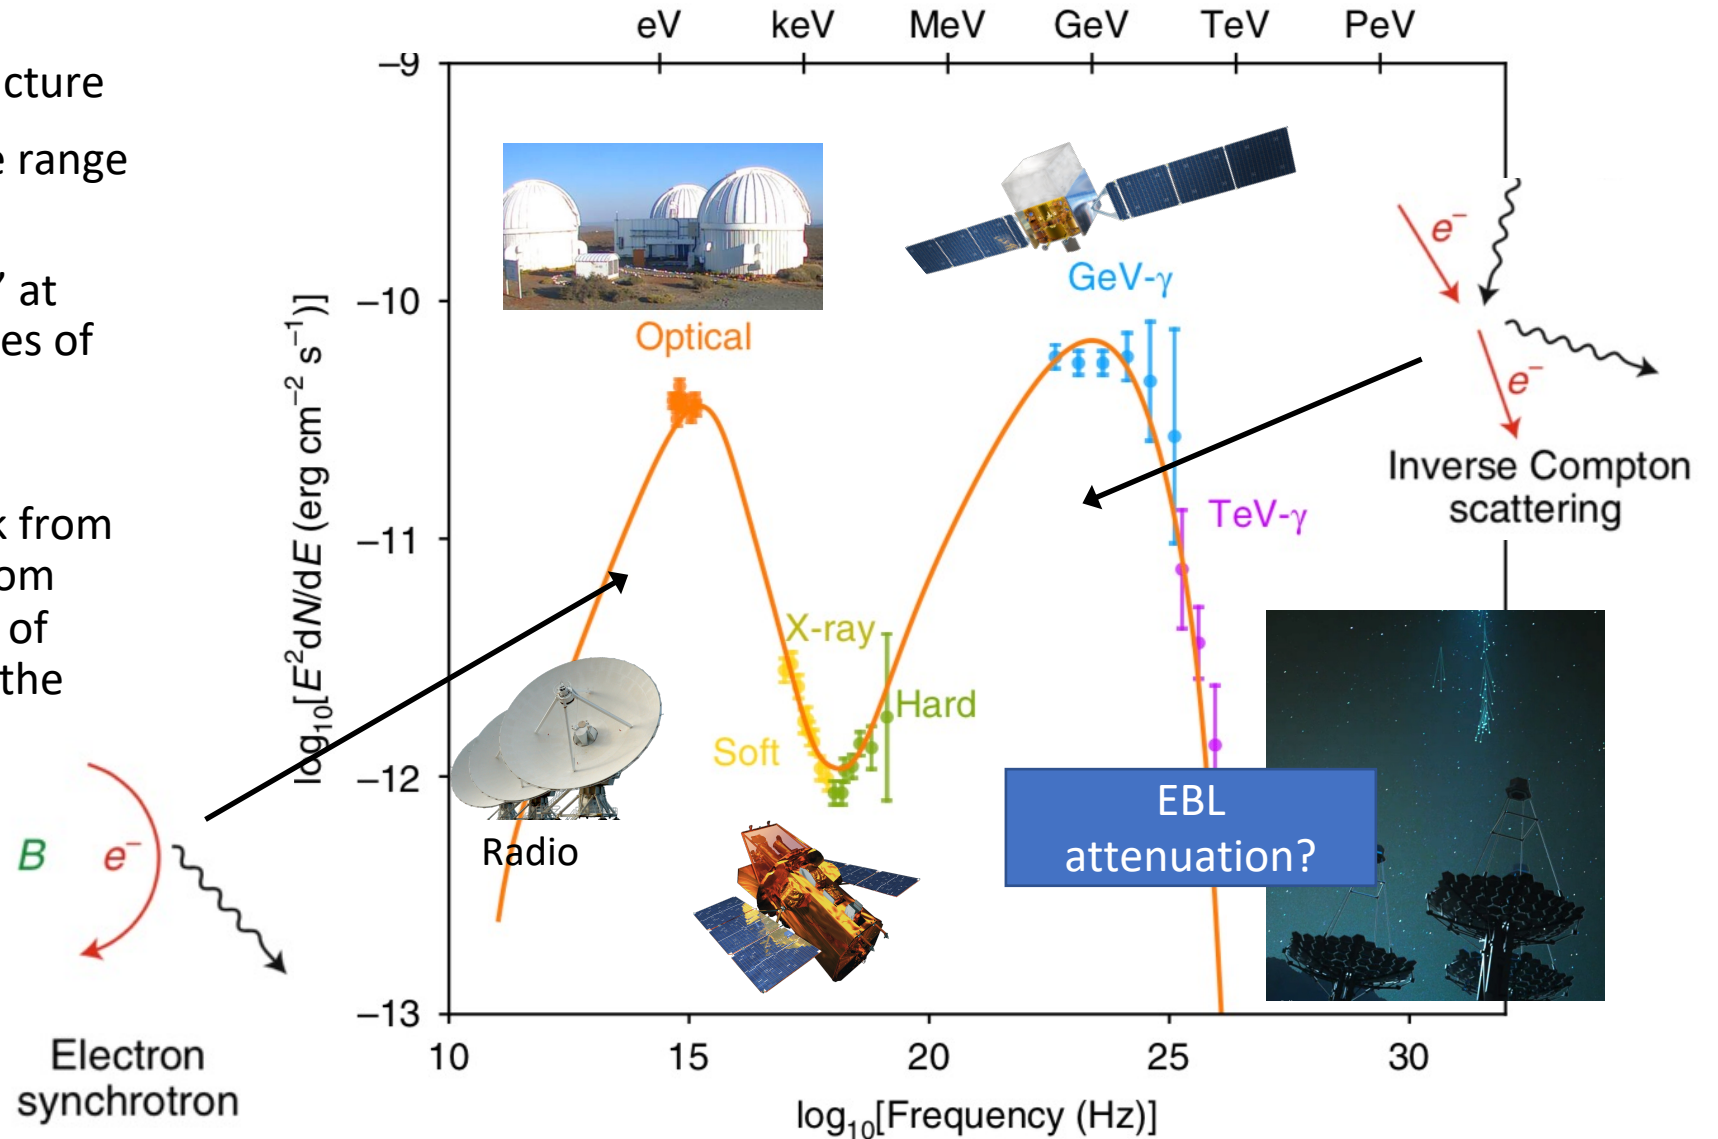 cture
e range
’ at
es of
k from
om
of
the
B e⁻
Electron
synchrotron
eV keV MeV GeV TeV PeV
log₁₀[E²dN/dE (erg cm⁻² s⁻¹)]
−9
−10
−11
−12
−13
Optical
GeV-γ
TeV-γ
X-ray
Hard
Soft
Radio
EBL
attenuation?
e⁻
e⁻
Inverse Compton
scattering
10 15 20 25 30
log₁₀[Frequency (Hz)]